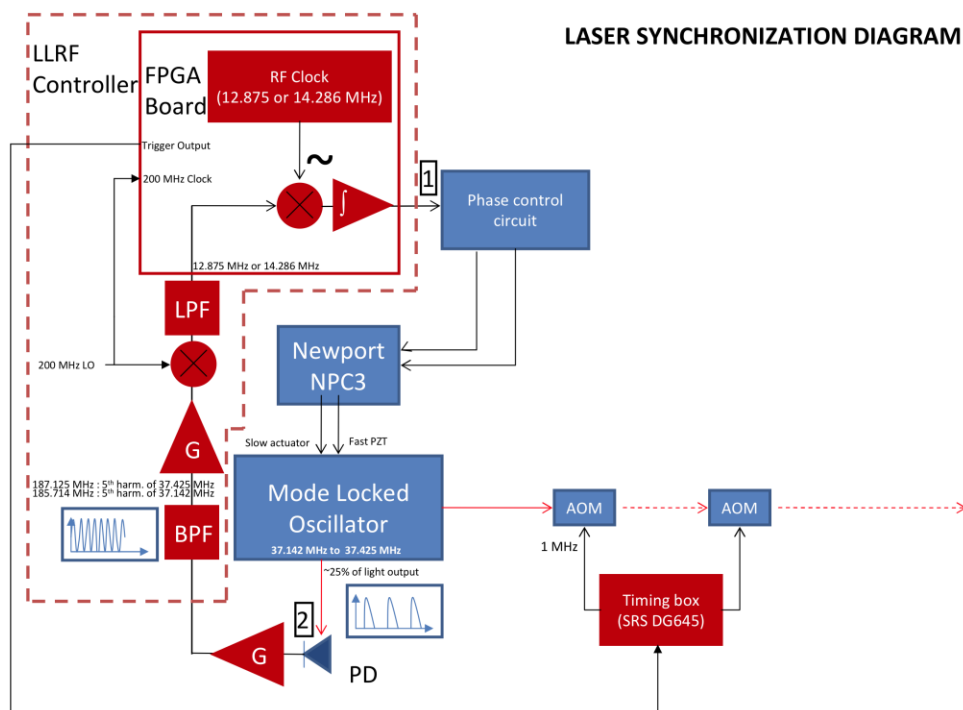 LASER SYNCHRONIZATION DIAGRAM
LLRF
Controller
FPGA
Board
RF Clock
(12.875 or 14.286 MHz)
Trigger Output
~
200 MHz Clock
∫
1
Phase control
circuit
12.875 MHz or 14.286 MHz
LPF
200 MHz LO
Newport
NPC3
G
Slow actuator
Fast PZT
187.125 MHz : 5th harm. of 37.425 MHz
185.714 MHz : 5th harm. of 37.142 MHz
BPF
Mode Locked
Oscillator
37.142 MHz to 37.425 MHz
AOM
AOM
1 MHz
~25% of light output
2
G
PD
Timing box
(SRS DG645)